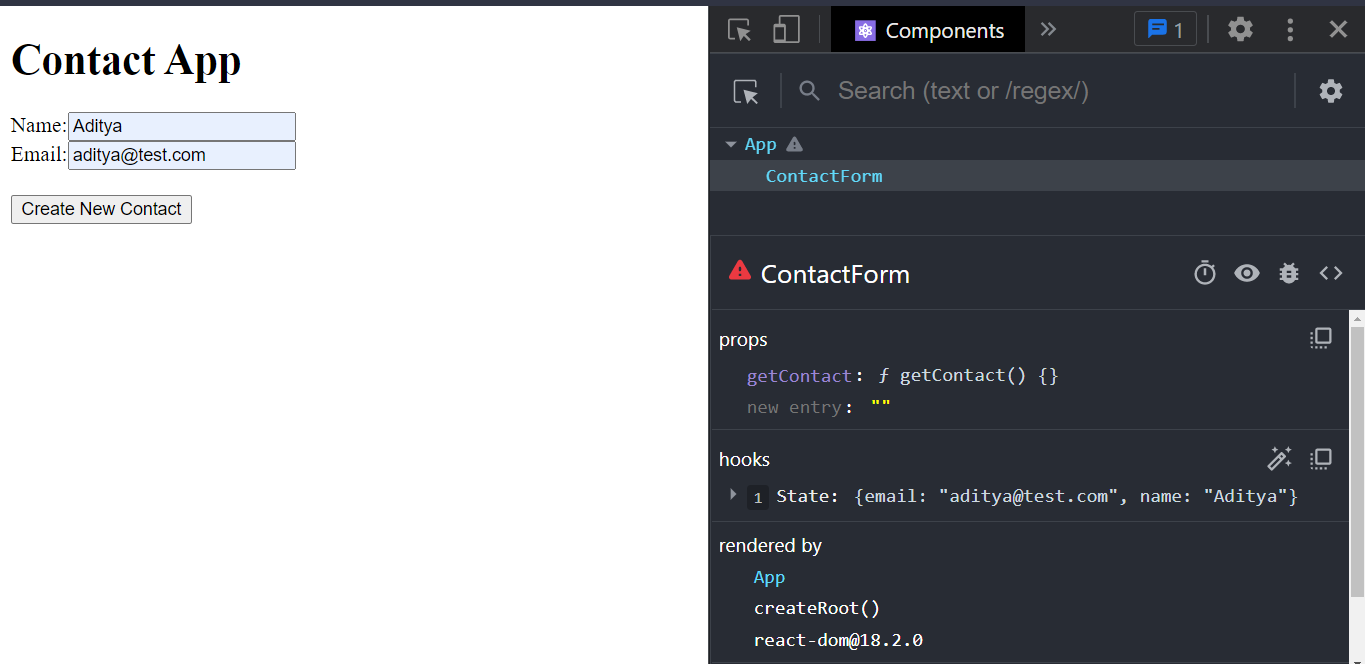 Contact App
Name: Aditya
Email: aditya@test.com
Create New Contact
Components
1
Search (text or /regex/)
App
ContactForm
ContactForm
props
getContact: ƒ getContact() {}
new entry: ""
hooks
1 State: {email: "aditya@test.com", name: "Aditya"}
rendered by
App
createRoot()
react-dom@18.2.0